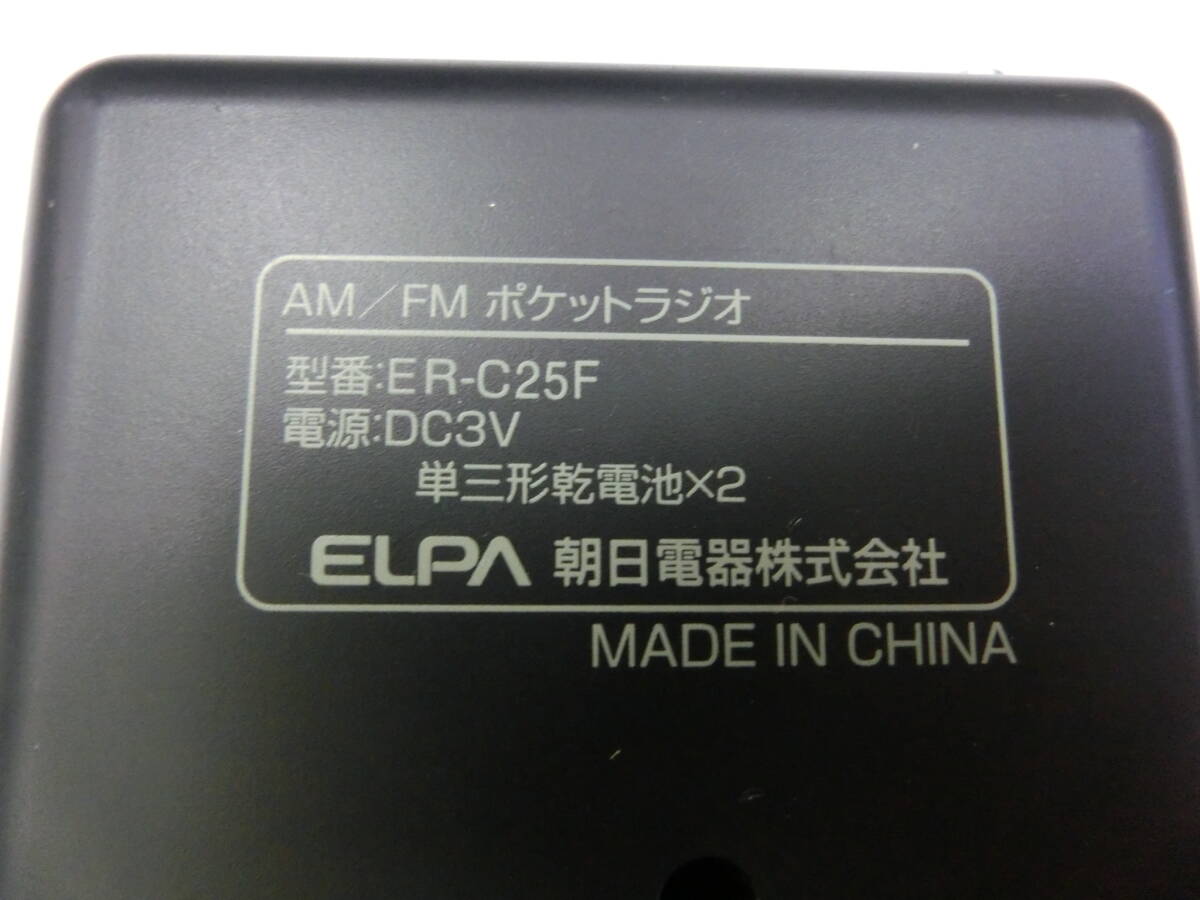 AM／FM ポケットラジオ
型番:ER-C25F
電源:DC3V
単三形乾電池×2
ELPA 朝日電器株式会社
MADE IN CHINA